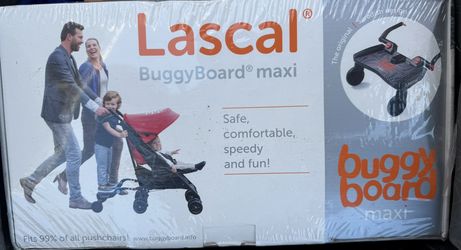 Lascal®
BuggyBoard® maxi
The original
Safe,
comfortable,
speedy
and fun!
buggy
board
maxi
Fits 99% of all pushchairs! www.buggyboard.info